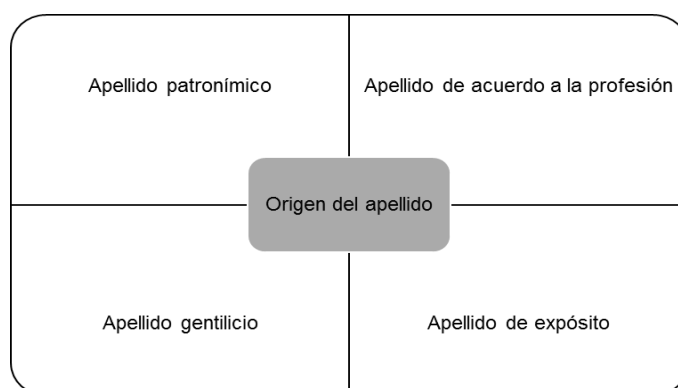 Apellido patronímico
Apellido de acuerdo a la profesión
Origen del apellido
Apellido gentilicio
Apellido de expósito